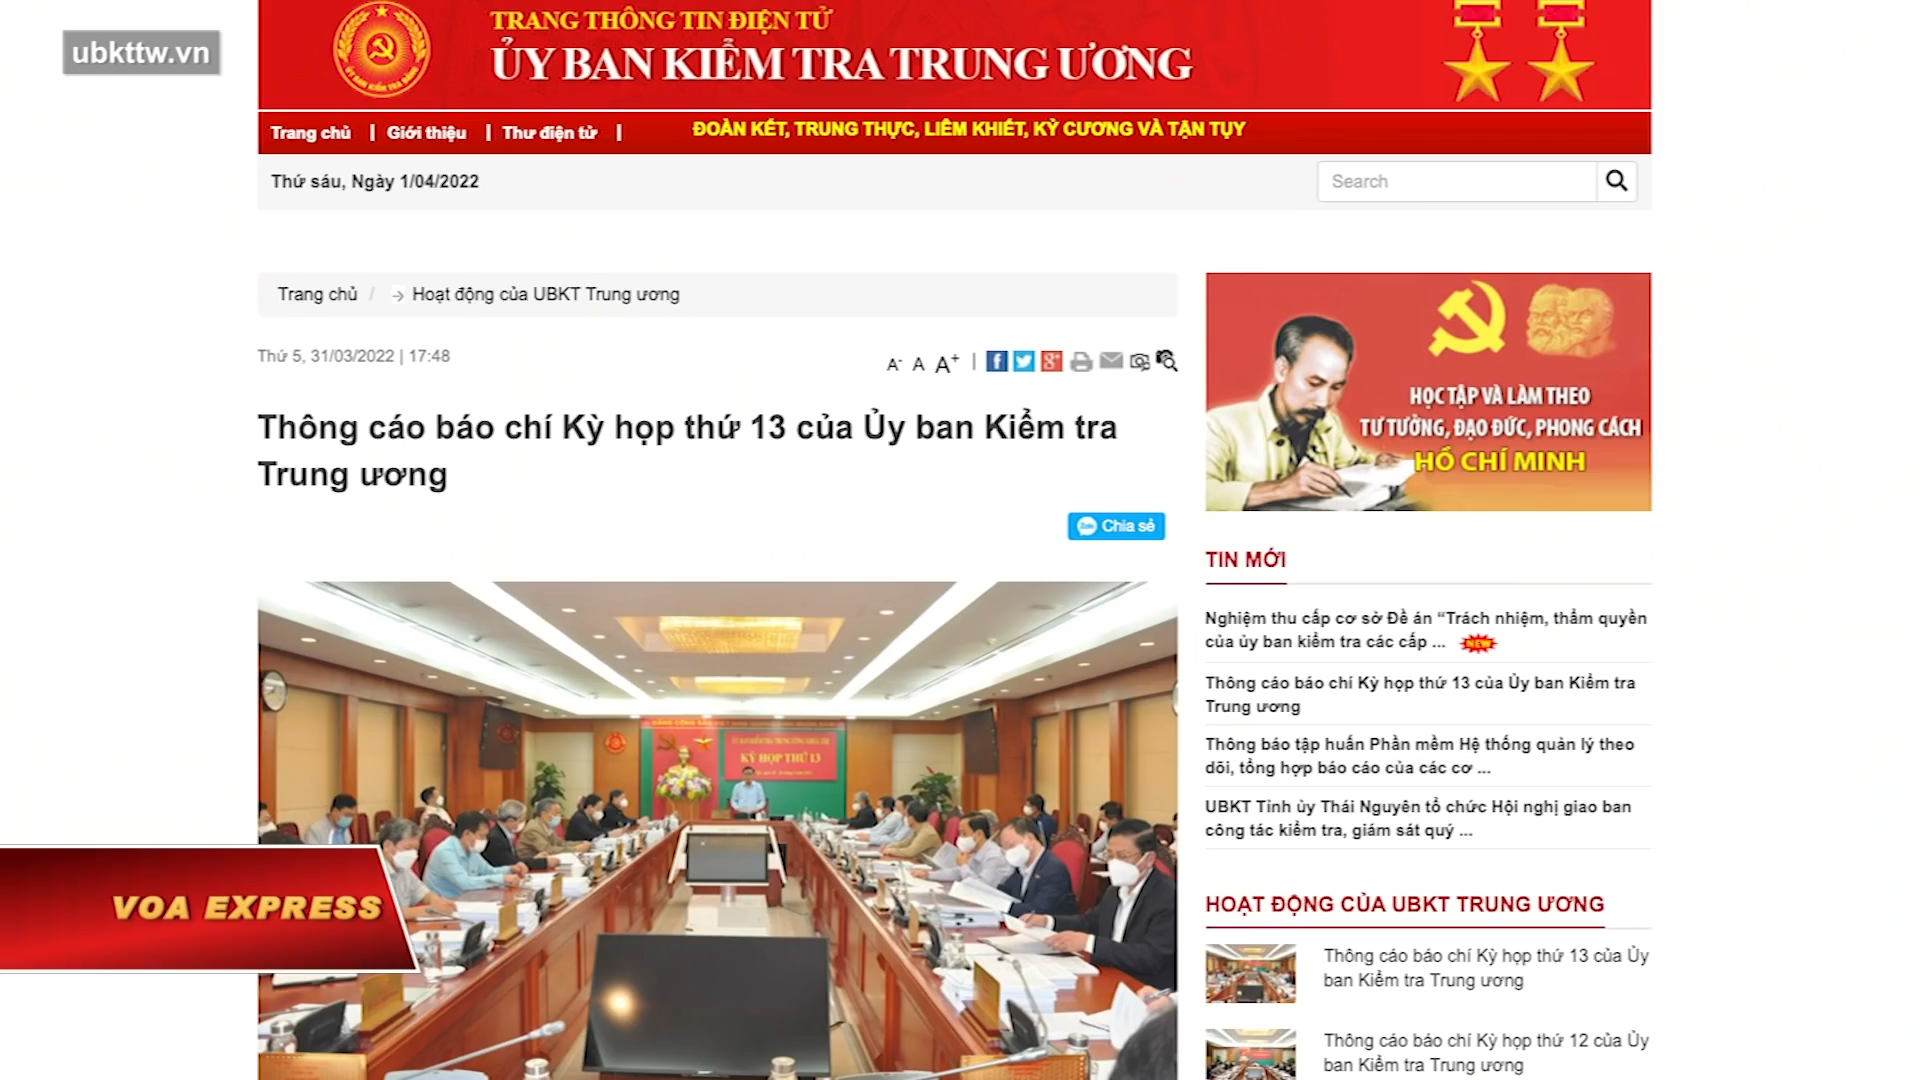 ubkttw.vn
TRANG THÔNG TIN ĐIỆN TỬ
ỦY BAN KIỂM TRA TRUNG ƯƠNG
Trang chủ | Giới thiệu | Thư điện tử |
ĐOÀN KẾT, TRUNG THỰC, LIÊM KHIẾT, KỶ CƯƠNG VÀ TẬN TỤY
Thứ sáu, Ngày 1/04/2022
Search
Trang chủ / Hoạt động của UBKT Trung ương
Thứ 5, 31/03/2022 | 17:48
A- A A+ |
Thông cáo báo chí Kỳ họp thứ 13 của Ủy ban Kiểm tra
Trung ương
Chia sẻ
ỦY BAN KIỂM TRA TRUNG ƯƠNG KHÓA XIII
KỲ HỌP THỨ 13
VOA EXPRESS
HỌC TẬP VÀ LÀM THEO
TƯ TƯỞNG, ĐẠO ĐỨC, PHONG CÁCH
HỒ CHÍ MINH
TIN MỚI
Nghiệm thu cấp cơ sở Đề án “Trách nhiệm, thẩm quyền
của ủy ban kiểm tra các cấp ... NEW
Thông cáo báo chí Kỳ họp thứ 13 của Ủy ban Kiểm tra
Trung ương
Thông báo tập huấn Phần mềm Hệ thống quản lý theo
dõi, tổng hợp báo cáo của các cơ ...
UBKT Tỉnh ủy Thái Nguyên tổ chức Hội nghị giao ban
công tác kiểm tra, giám sát quý ...
HOẠT ĐỘNG CỦA UBKT TRUNG ƯƠNG
Thông cáo báo chí Kỳ họp thứ 13 của Ủy
ban Kiểm tra Trung ương
Thông cáo báo chí Kỳ họp thứ 12 của Ủy
ban Kiểm tra Trung ương